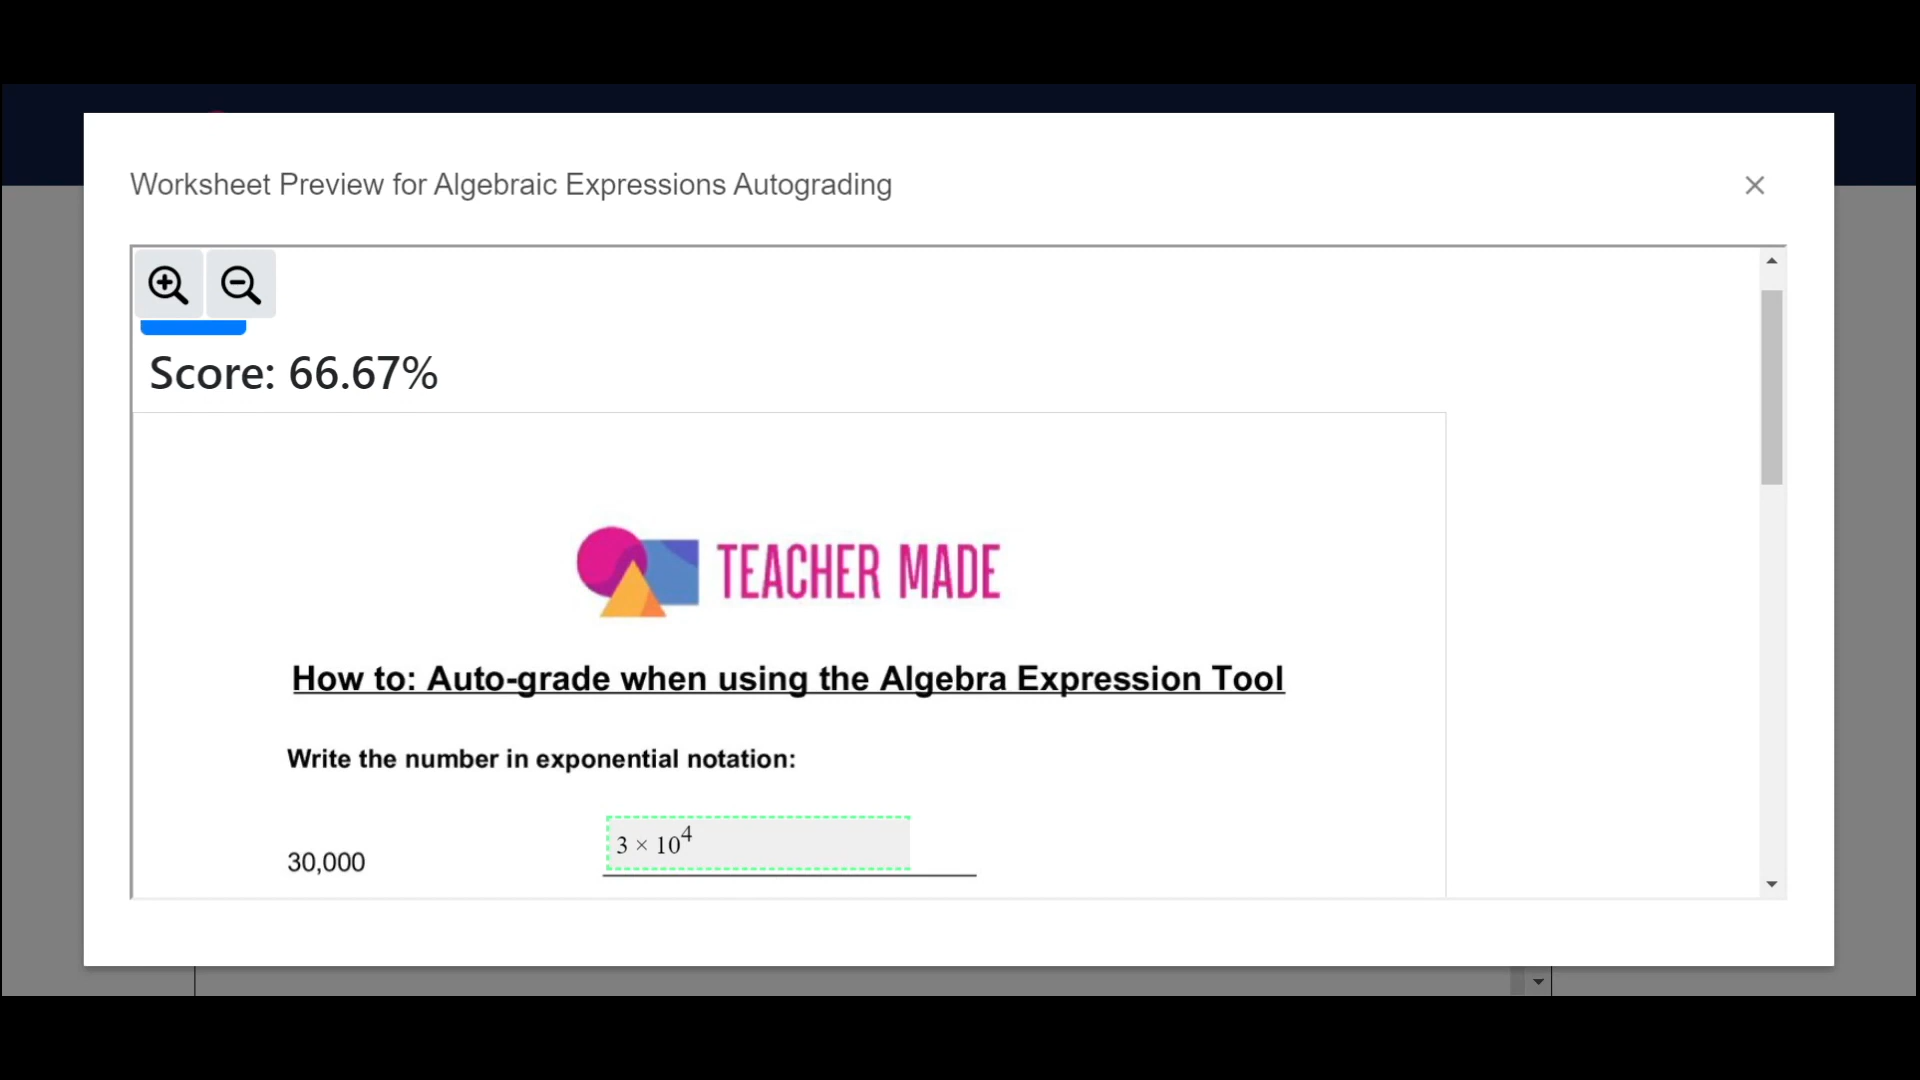 Worksheet Preview for Algebraic Expressions Autograding
Score: 66.67%
TEACHER MADE
How to: Auto-grade when using the Algebra Expression Tool
Write the number in exponential notation:
30,000
3 × 10⁴